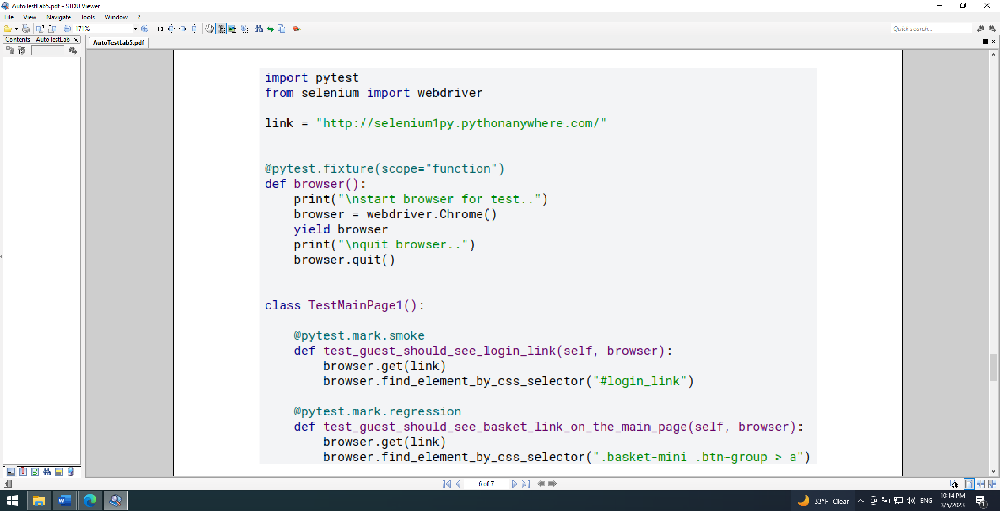 AutoTestLab5.pdf - STDU Viewer
File View Navigate Tools Window ?
171%
1:1
Quick search...
Contents - AutoTestLab
AutoTestLab5.pdf
import pytest
from selenium import webdriver
link = "http://selenium1py.pythonanywhere.com/"
@pytest.fixture(scope="function")
def browser():
    print("\nstart browser for test..")
    browser = webdriver.Chrome()
    yield browser
    print("\nquit browser..")
    browser.quit()
class TestMainPage1():
    @pytest.mark.smoke
    def test_guest_should_see_login_link(self, browser):
        browser.get(link)
        browser.find_element_by_css_selector("#login_link")
    @pytest.mark.regression
    def test_guest_should_see_basket_link_on_the_main_page(self, browser):
        browser.get(link)
        browser.find_element_by_css_selector(".basket-mini .btn-group > a")
6 of 7
33°F Clear
ENG
10:14 PM
3/5/2023
1